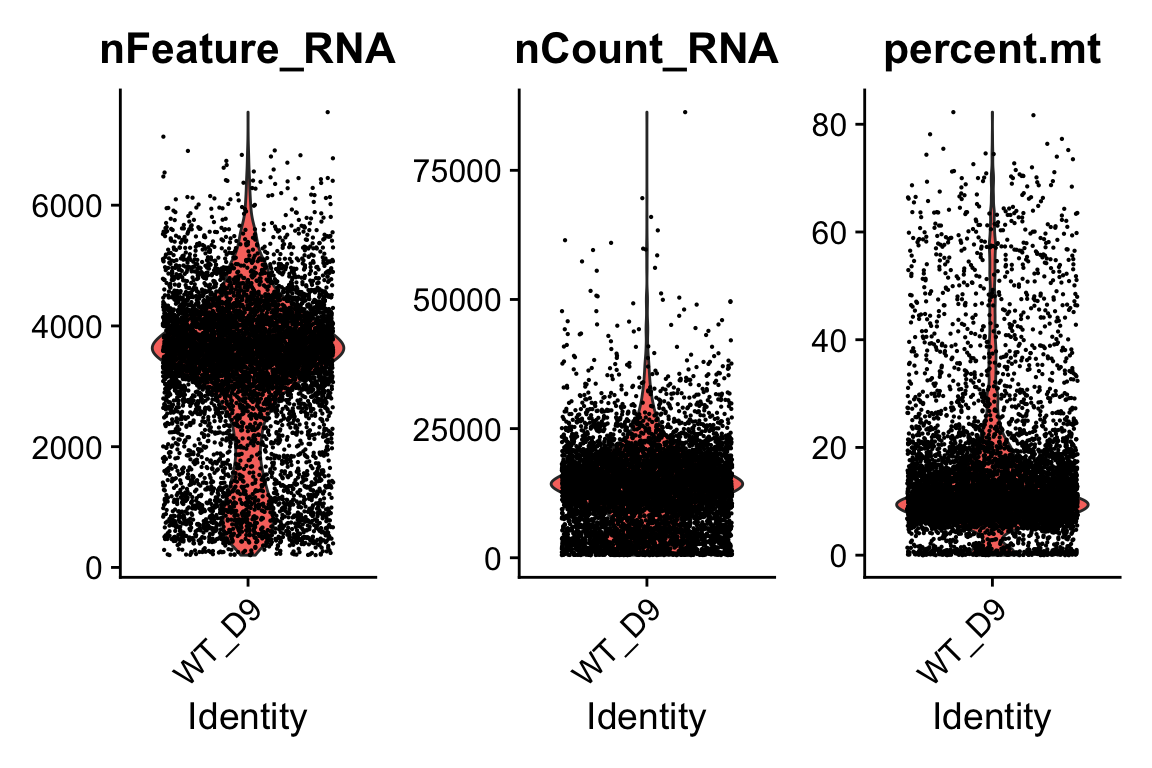 nFeature_RNA
6000
4000
2000
0
WT_D9
Identity
nCount_RNA
75000
50000
25000
0
WT_D9
Identity
percent.mt
80
60
40
20
0
WT_D9
Identity